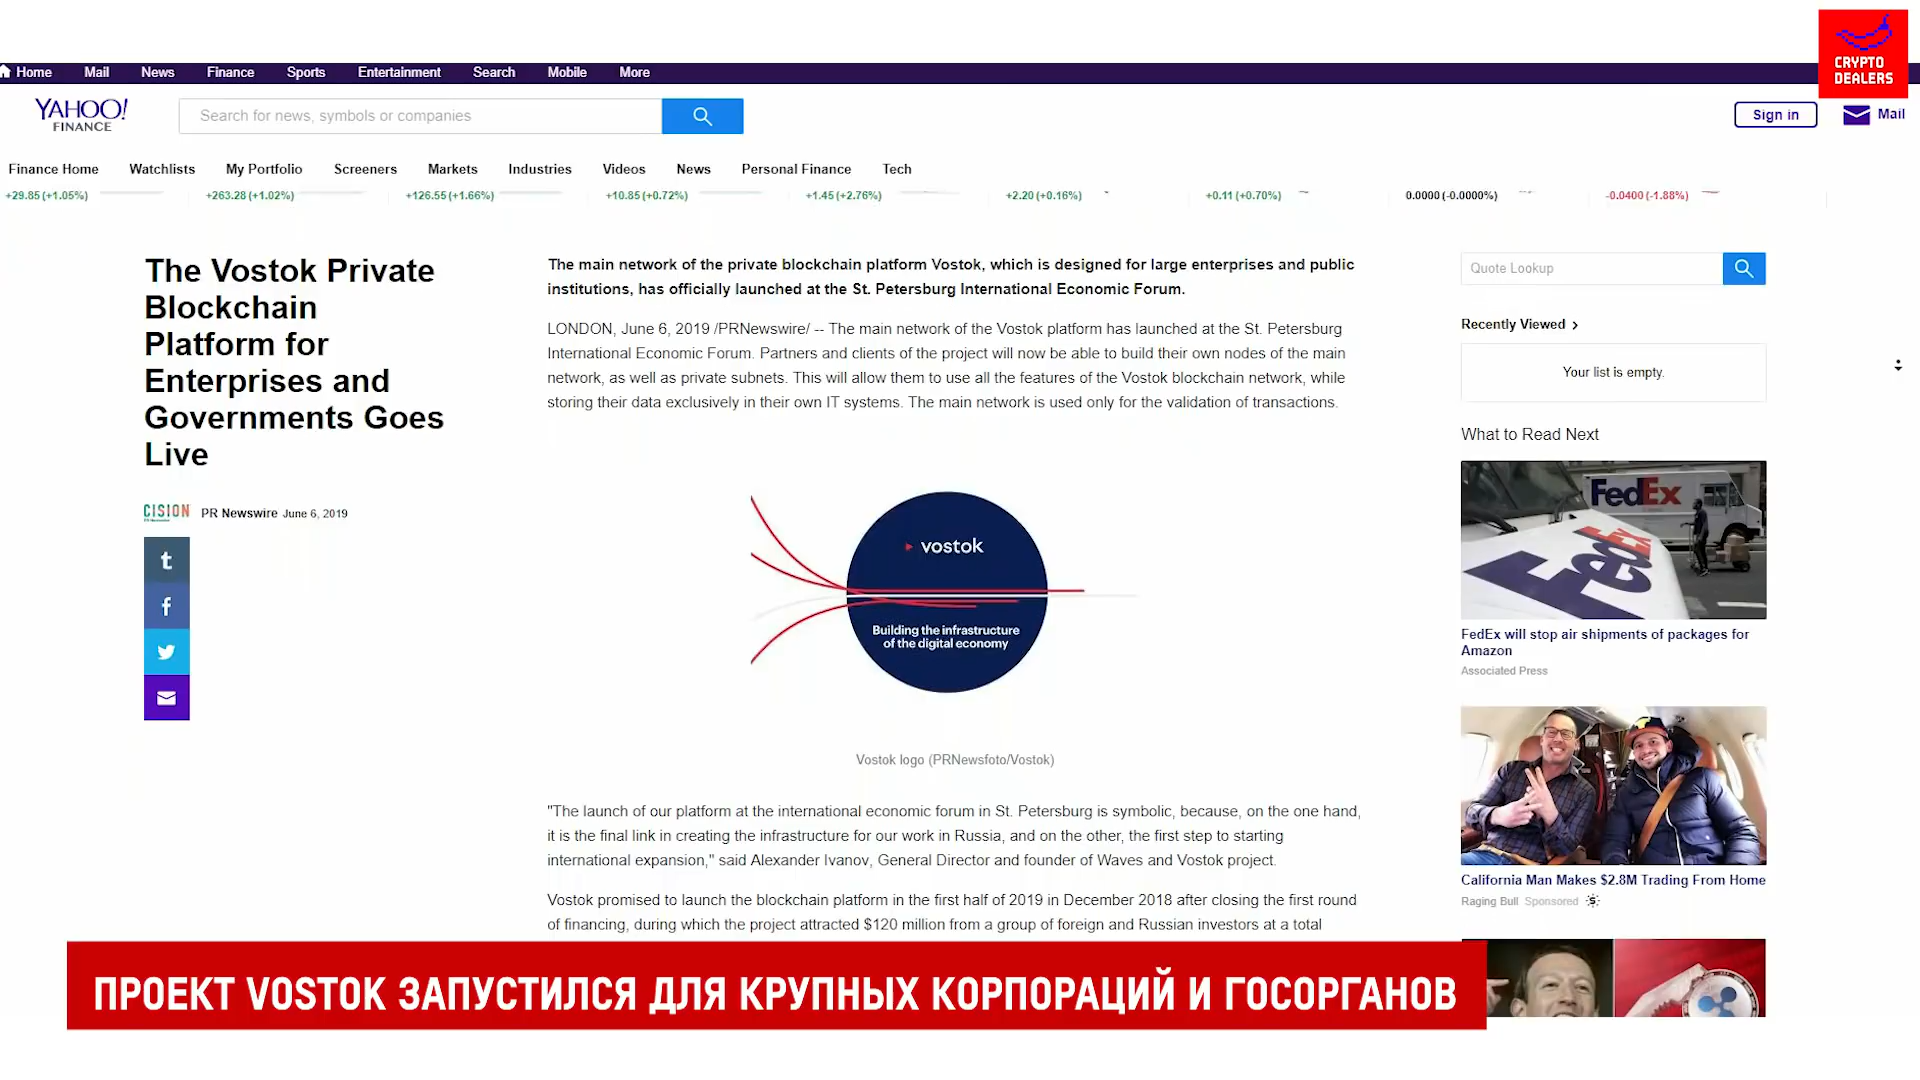 CRYPTO
DEALERS
Home Mail News Finance Sports Entertainment Search Mobile More
YAHOO!
FINANCE
Search for news, symbols or companies
Sign in
Mail
Finance Home Watchlists My Portfolio Screeners Markets Industries Videos News Personal Finance Tech
+29.85 (+1.05%) +263.28 (+1.02%) +126.55 (+1.66%) +10.85 (+0.72%) +1.45 (+2.76%) +2.20 (+0.16%) +0.11 (+0.70%) 0.0000 (-0.0000%) -0.0400 (-1.88%)
The Vostok Private
Blockchain
Platform for
Enterprises and
Governments Goes
Live
CISION
PR Newswire June 6, 2019
The main network of the private blockchain platform Vostok, which is designed for large enterprises and public
institutions, has officially launched at the St. Petersburg International Economic Forum.
LONDON, June 6, 2019 /PRNewswire/ -- The main network of the Vostok platform has launched at the St. Petersburg
International Economic Forum. Partners and clients of the project will now be able to build their own nodes of the main
network, as well as private subnets. This will allow them to use all the features of the Vostok blockchain network, while
storing their data exclusively in their own IT systems. The main network is used only for the validation of transactions.
vostok
Building the infrastructure
of the digital economy
Vostok logo (PRNewsfoto/Vostok)
"The launch of our platform at the international economic forum in St. Petersburg is symbolic, because, on the one hand,
it is the final link in creating the infrastructure for our work in Russia, and on the other, the first step to starting
international expansion," said Alexander Ivanov, General Director and founder of Waves and Vostok project.
Vostok promised to launch the blockchain platform in the first half of 2019 in December 2018 after closing the first round
of financing, during which the project attracted $120 million from a group of foreign and Russian investors at a total
Quote Lookup
Recently Viewed
Your list is empty.
What to Read Next
FedEx
FedEx
FedEx will stop air shipments of packages for
Amazon
Associated Press
California Man Makes $2.8M Trading From Home
Raging Bull Sponsored
ПРОЕКТ VOSTOK ЗАПУСТИЛСЯ ДЛЯ КРУПНЫХ КОРПОРАЦИЙ И ГОСОРГАНОВ